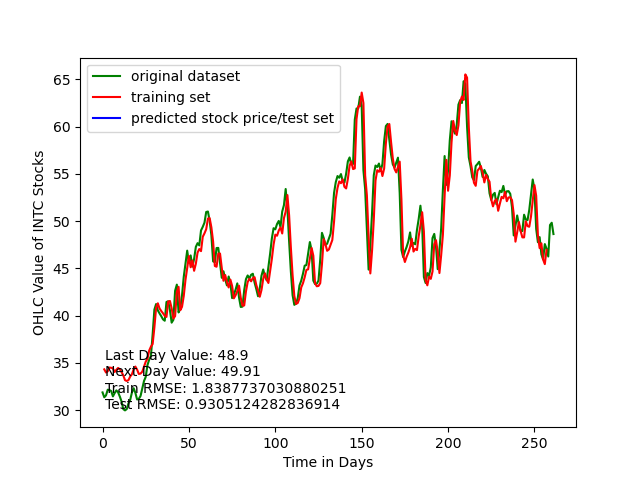 original dataset
training set
predicted stock price/test set
OHLC Value of INTC Stocks
65
60
55
50
45
40
35
30
Last Day Value: 48.9
Next Day Value: 49.91
Train RMSE: 1.8387737030880251
Test RMSE: 0.9305124282836914
0 50 100 150 200 250
Time in Days